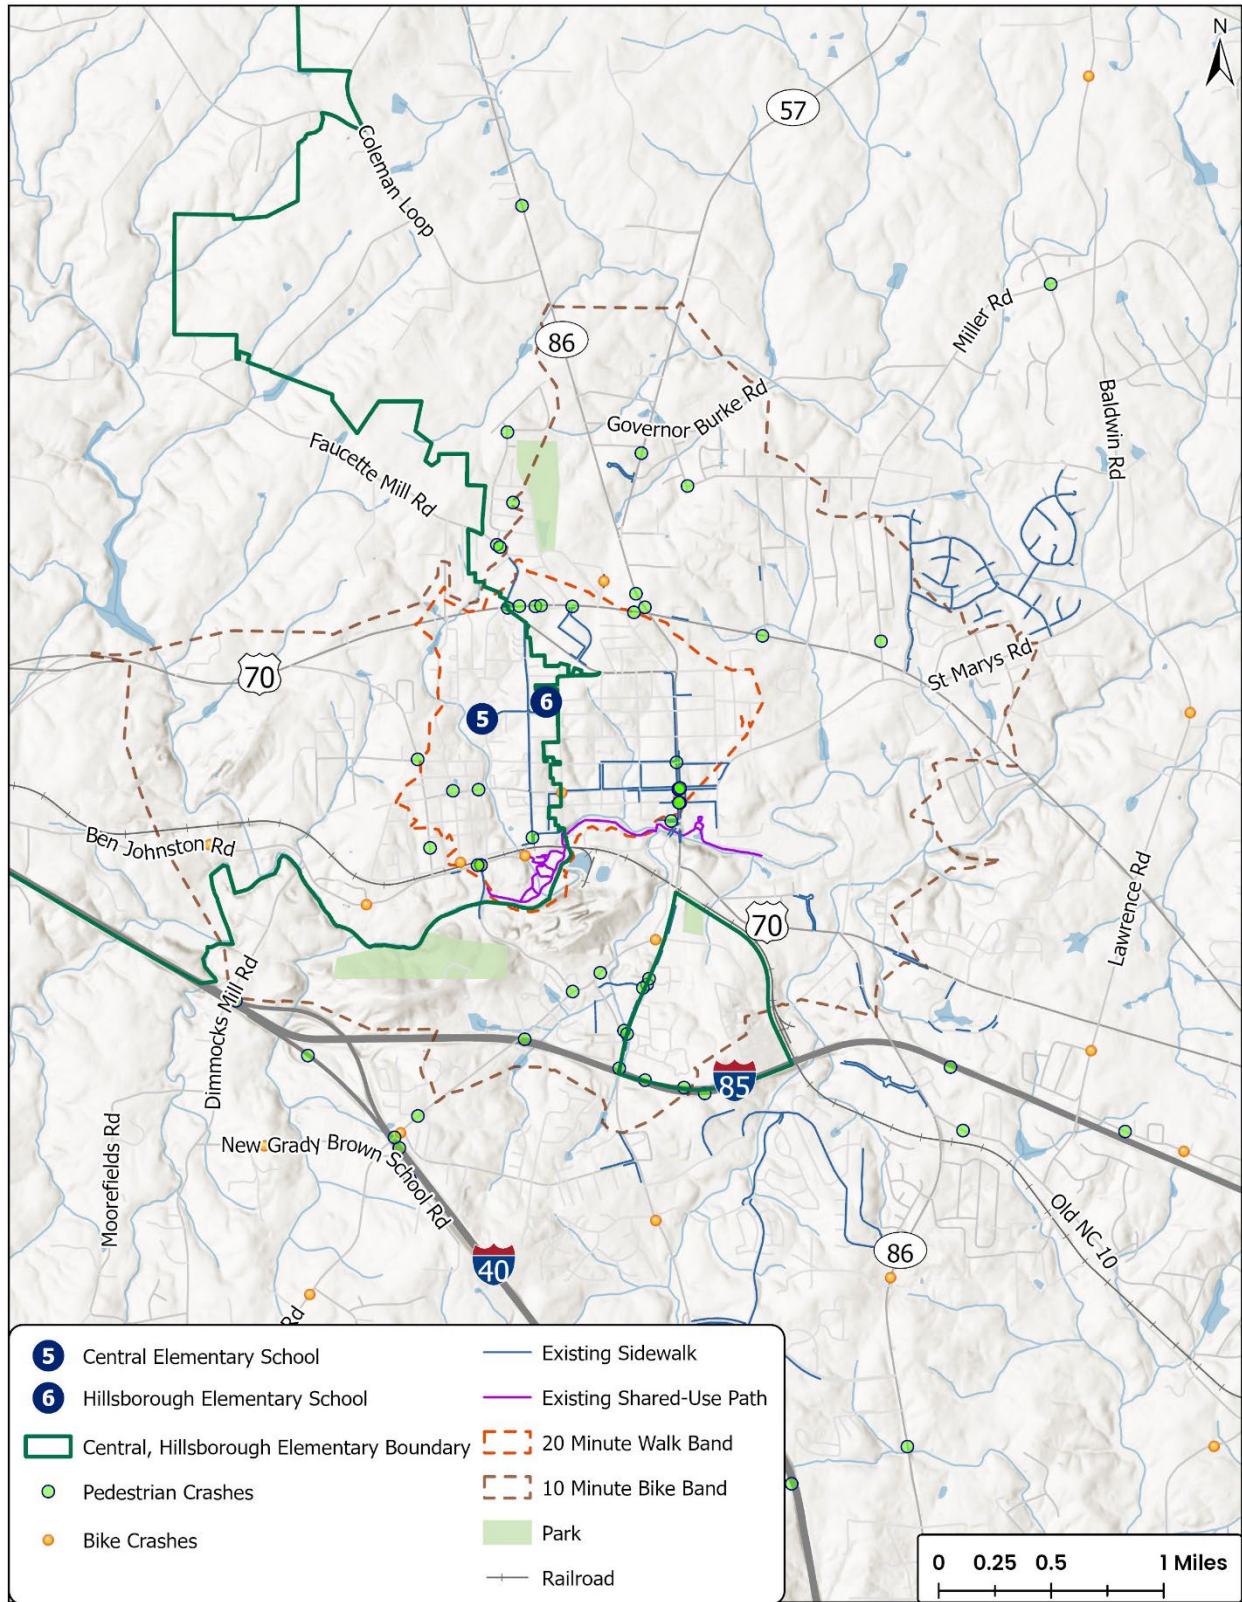 N
57
Coleman Loop
86
Miller Rd
Governor Burke Rd
Baldwin Rd
Faucette Mill Rd
70
St Marys Rd
6
5
Ben Johnston Rd
Lawrence Rd
70
Dimmocks Mill Rd
85
Moorefields Rd
New Grady Brown School Rd
Old NC 10
86
40
Rd
5 Central Elementary School
6 Hillsborough Elementary School
Central, Hillsborough Elementary Boundary
Pedestrian Crashes
Bike Crashes
Existing Sidewalk
Existing Shared-Use Path
20 Minute Walk Band
10 Minute Bike Band
Park
Railroad
0 0.25 0.5 1 Miles